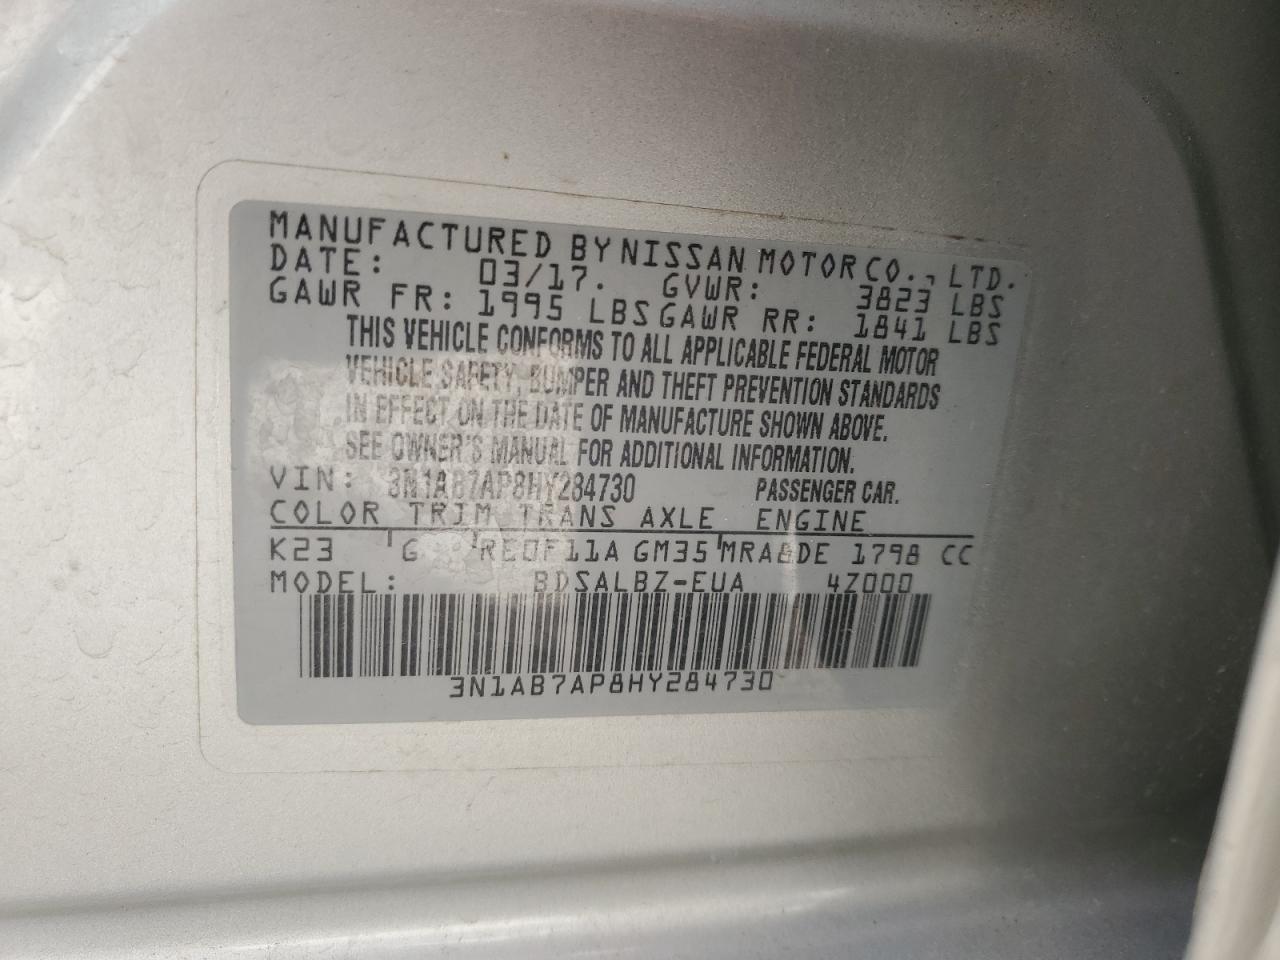 MANUFACTURED BY NISSAN MOTOR CO., LTD.
DATE: 03/17. GVWR: 3823 LBS
GAWR FR: 1995 LBS GAWR RR: 1841 LBS
THIS VEHICLE CONFORMS TO ALL APPLICABLE FEDERAL MOTOR
VEHICLE SAFETY, BUMPER AND THEFT PREVENTION STANDARDS
IN EFFECT ON THE DATE OF MANUFACTURE SHOWN ABOVE.
SEE OWNER'S MANUAL FOR ADDITIONAL INFORMATION.
VIN: 3N1AB7AP8HY284730 PASSENGER CAR.
COLOR TRIM TRANS AXLE ENGINE
K23 G RE0F11A GM35 MRA8DE 1798 CC
MODEL: BDSALBZ-EUA 4Z000
3N1AB7AP8HY284730